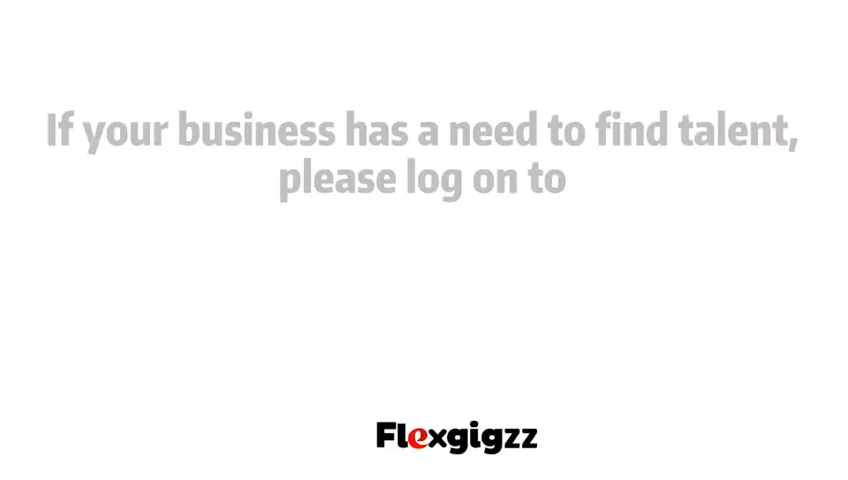 If your business has a need to find talent,
please log on to
Flexgigzz